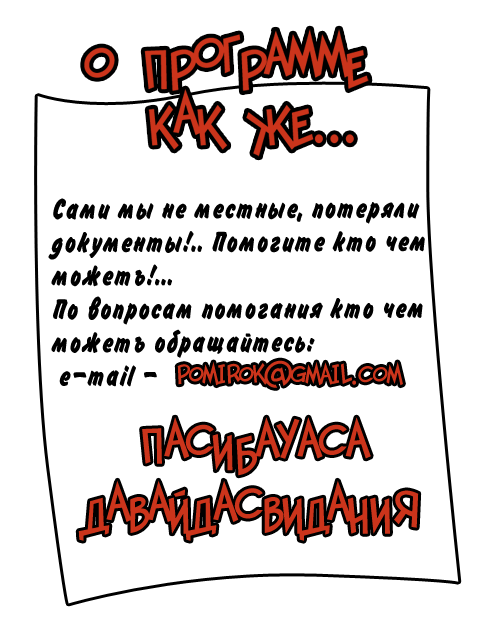 О ПРОГРАММЕ
КАК ЖЕ...
Сами мы не местные, потеряли
документы!.. Помогите кто чем
можетъ!...
По вопросам помогания кто чем
можетъ обращайтесь:
e-mail - POMIROK@GMAIL.COM
ПАСИБАУАСА
ДАВАЙДАСВИДАНИЯ